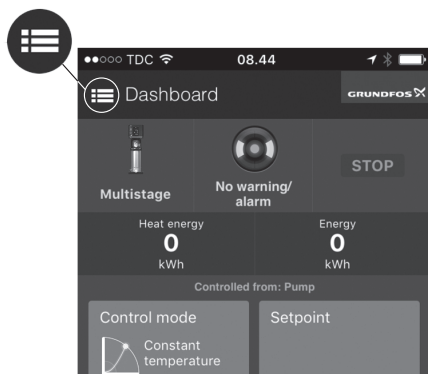 TDC 08.44
Dashboard GRUNDFOS
Multistage
No warning/
alarm
STOP
Heat energy
0
kWh
Energy
0
kWh
Controlled from: Pump
Control mode
Constant
temperature
Setpoint